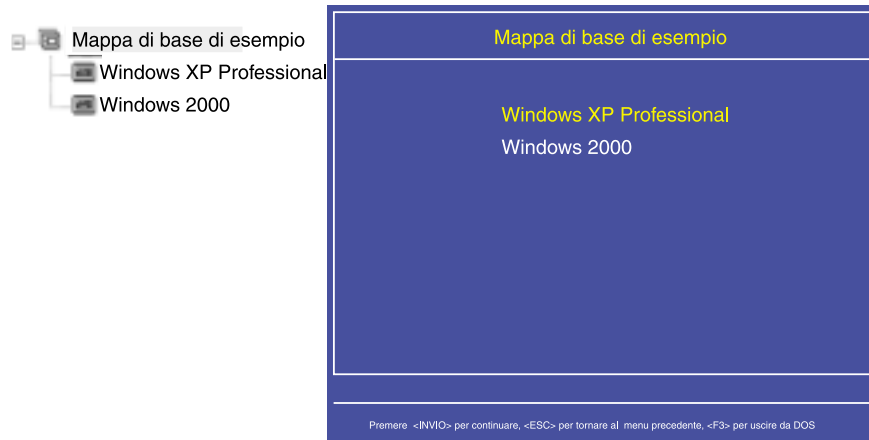 Mappa di base di esempio
Windows XP Professional
Windows 2000
Mappa di base di esempio
Windows XP Professional
Windows 2000
Premere <INVIO> per continuare, <ESC> per tornare al menu precedente, <F3> per uscire da DOS